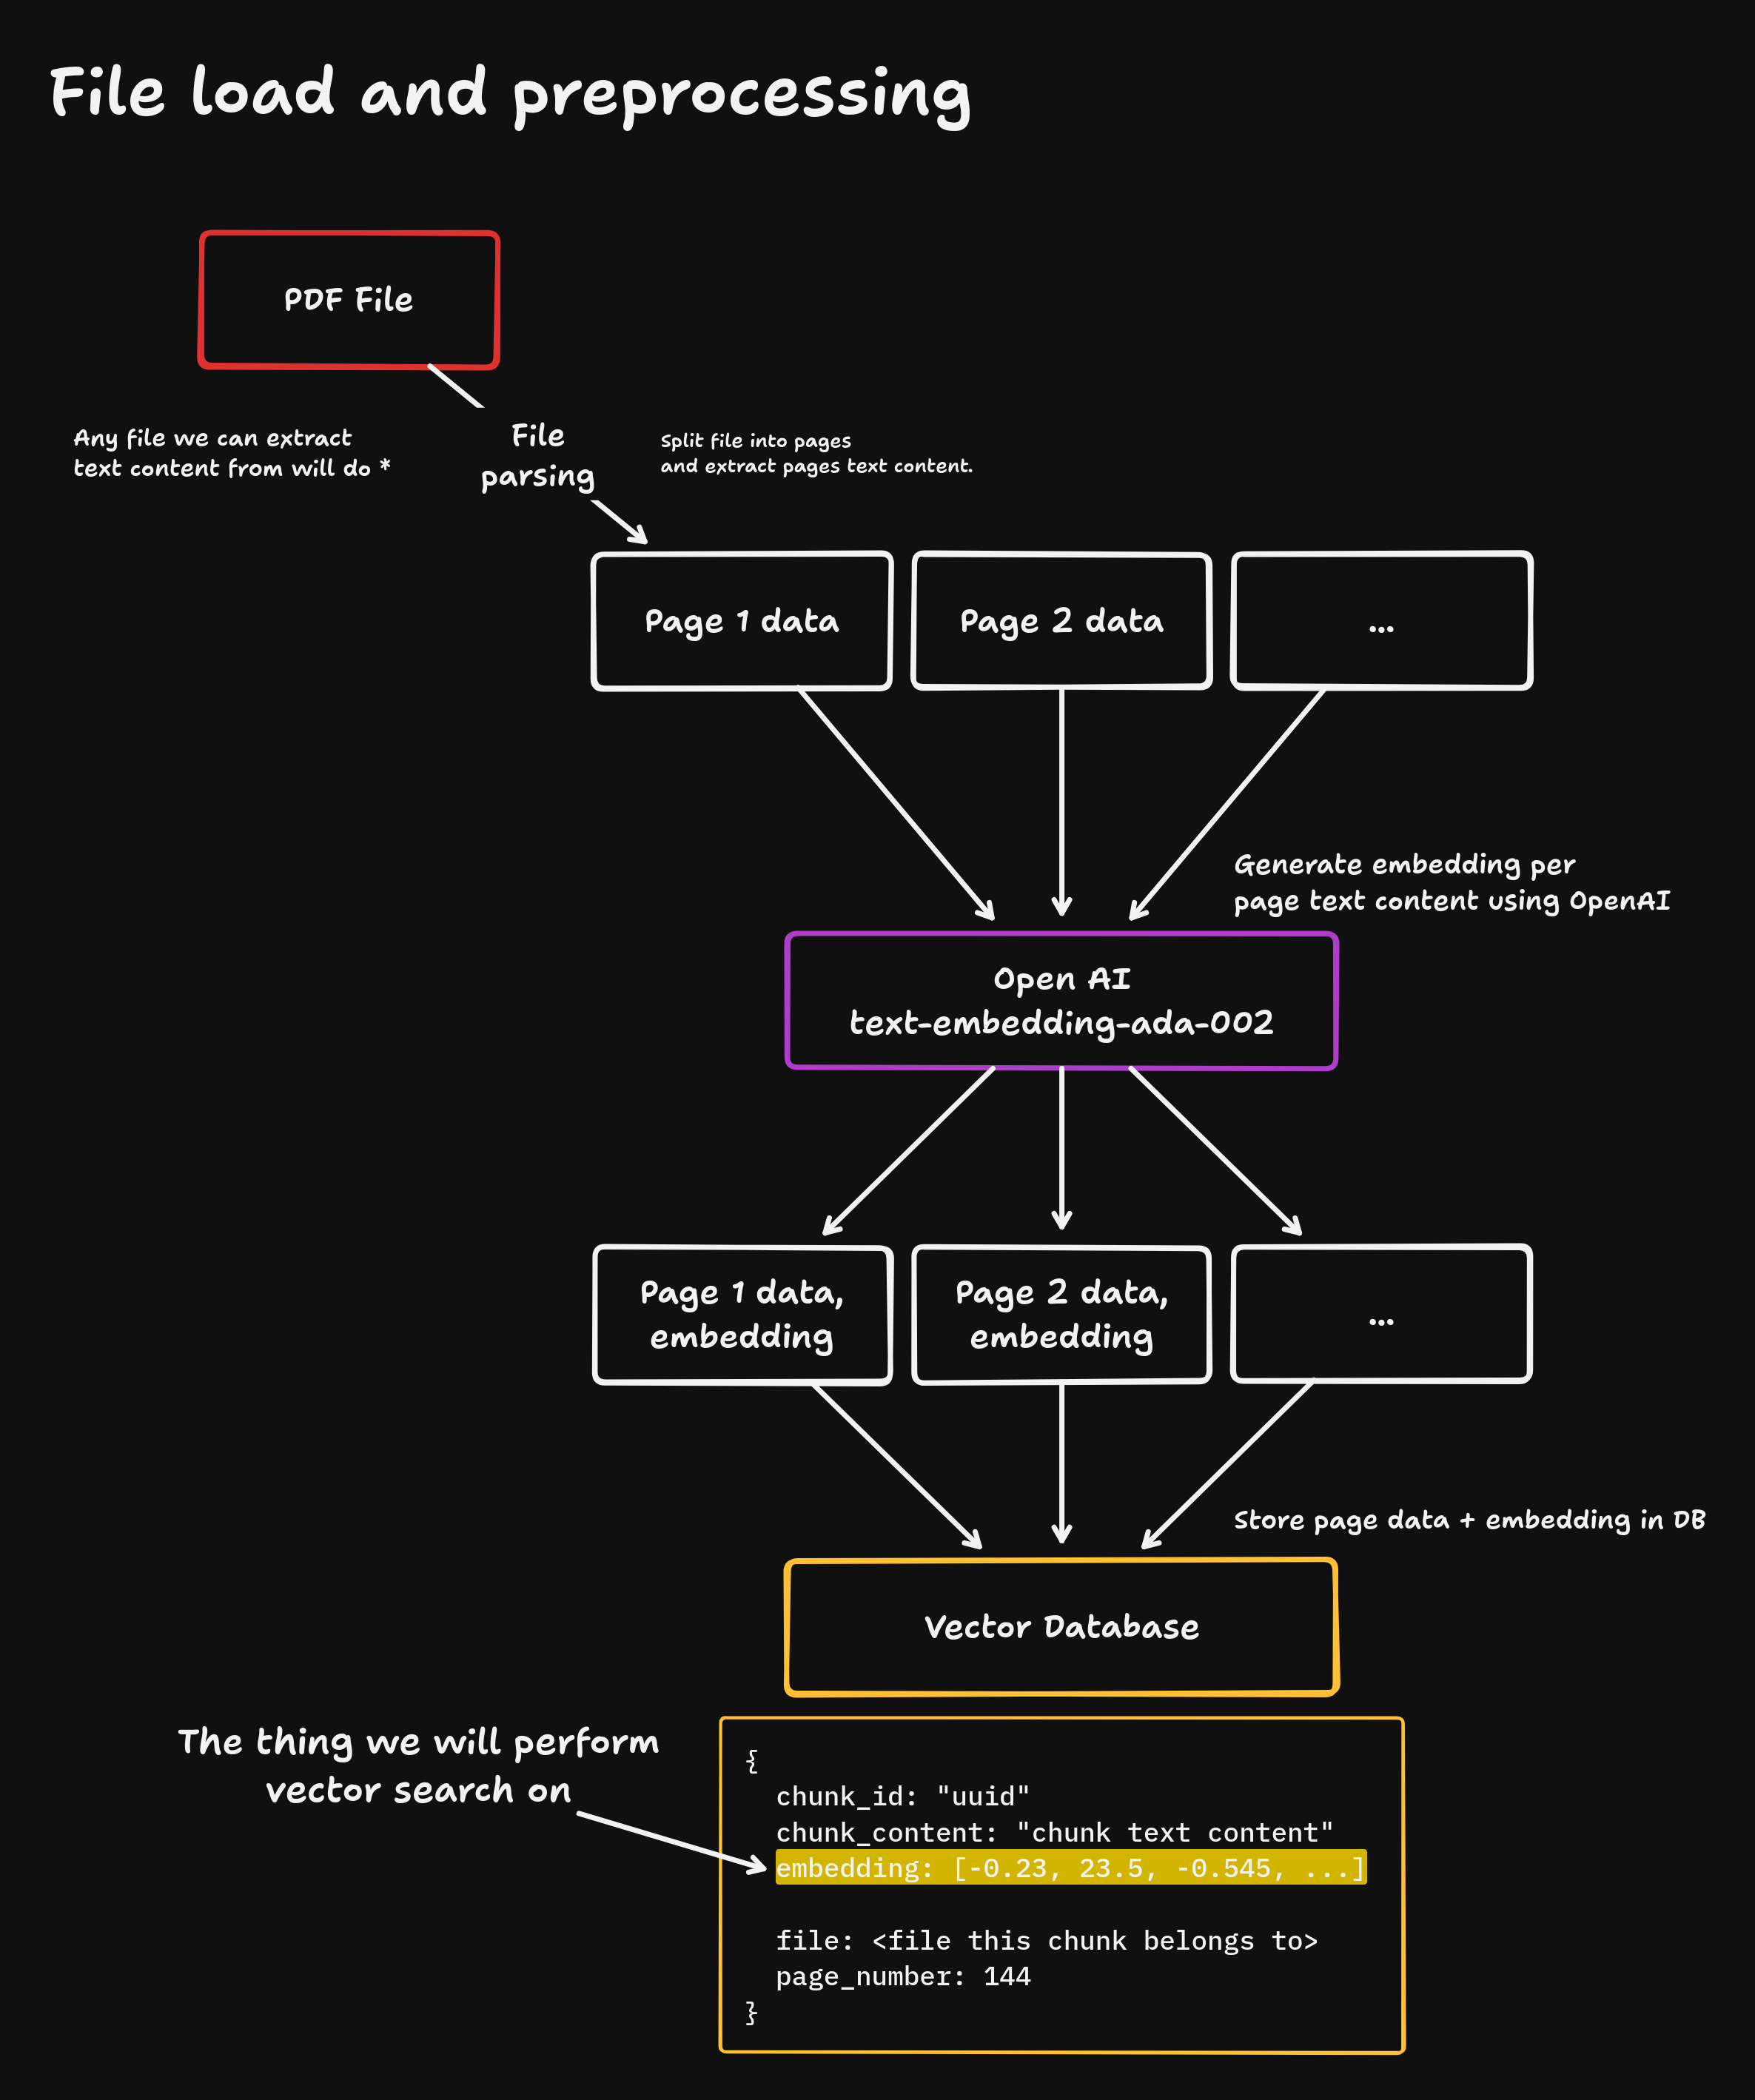 File load and preprocessing
PDF File
Any file we can extract
text content from will do *
File
parsing
Split file into pages
and extract pages text content.
Page 1 data
Page 2 data
...
Generate embedding per
page text content using OpenAI
Open AI
text-embedding-ada-002
Page 1 data,
embedding
Page 2 data,
embedding
...
Store page data + embedding in DB
Vector Database
The thing we will perform
vector search on
{
chunk_id: "uuid"
chunk_content: "chunk text content"
embedding: [-0.23, 23.5, -0.545, ...]
file: <file this chunk belongs to>
page_number: 144
}